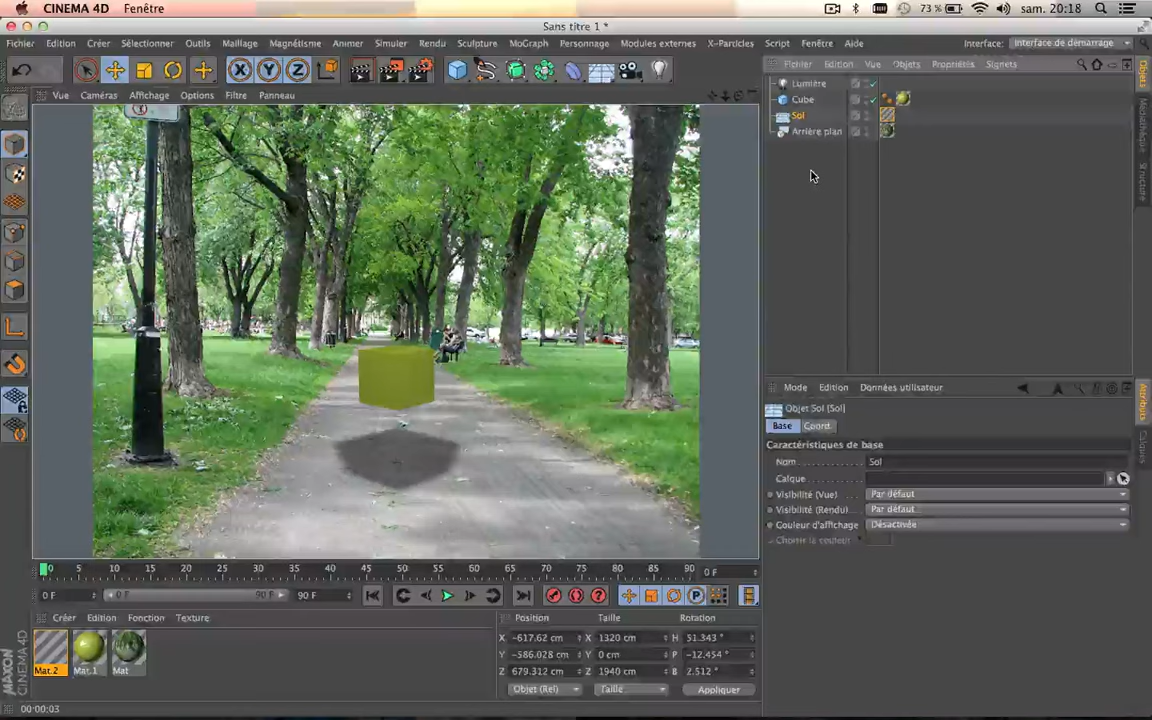 CINEMA 4D Fenêtre 73 % sam. 20:18
Sans titre 1 *
Fichier Edition Créer Sélectionner Outils Maillage Magnétisme Animer Simuler Rendu Sculpture MoGraph Personnage Modules externes X-Particles Script Fenêtre Aide Interface: Interface de démarrage
Fichier Edition Vue Objets Propriétés Signets
Vue Caméras Affichage Options Filtre Panneau
X Y Z
Lumière
Cube
Sol
Arrière plan
Objets
Médiathèque
Structure
Mode Edition Données utilisateur
Attributs
Calques
Objet Sol [Sol]
Base Coord.
Caractéristiques de base
Nom Sol
Calque
Visibilité (Vue) Par défaut
Visibilité (Rendu) Par défaut
Couleur d'affichage Désactivée
Choisir la couleur
0 5 10 15 20 25 30 35 40 45 50 55 60 65 70 75 80 85 90 0 F
0 F 0 F 90 F 90 F
P
Créer Edition Fonction Texture
Position Taille Rotation
X -617.62 cm X 1320 cm H 51.343 °
Y -586.028 cm Y 0 cm P -12.454 °
Z 679.312 cm Z 1940 cm B 2.512 °
Objet (Rel) Taille Appliquer
Mat.2 Mat.1 Mat
MAXON
CINEMA 4D
00:00:03